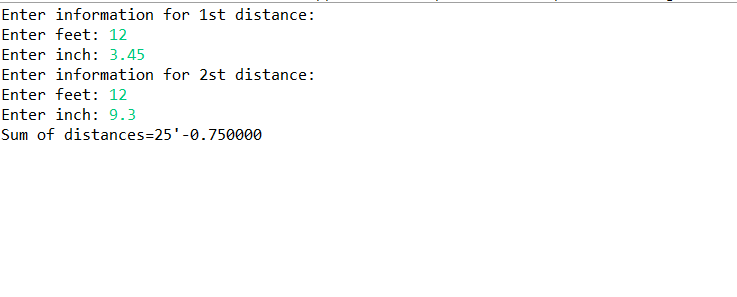 Enter information for 1st distance:
Enter feet: 12
Enter inch: 3.45
Enter information for 2st distance:
Enter feet: 12
Enter inch: 9.3
Sum of distances=25'-0.750000